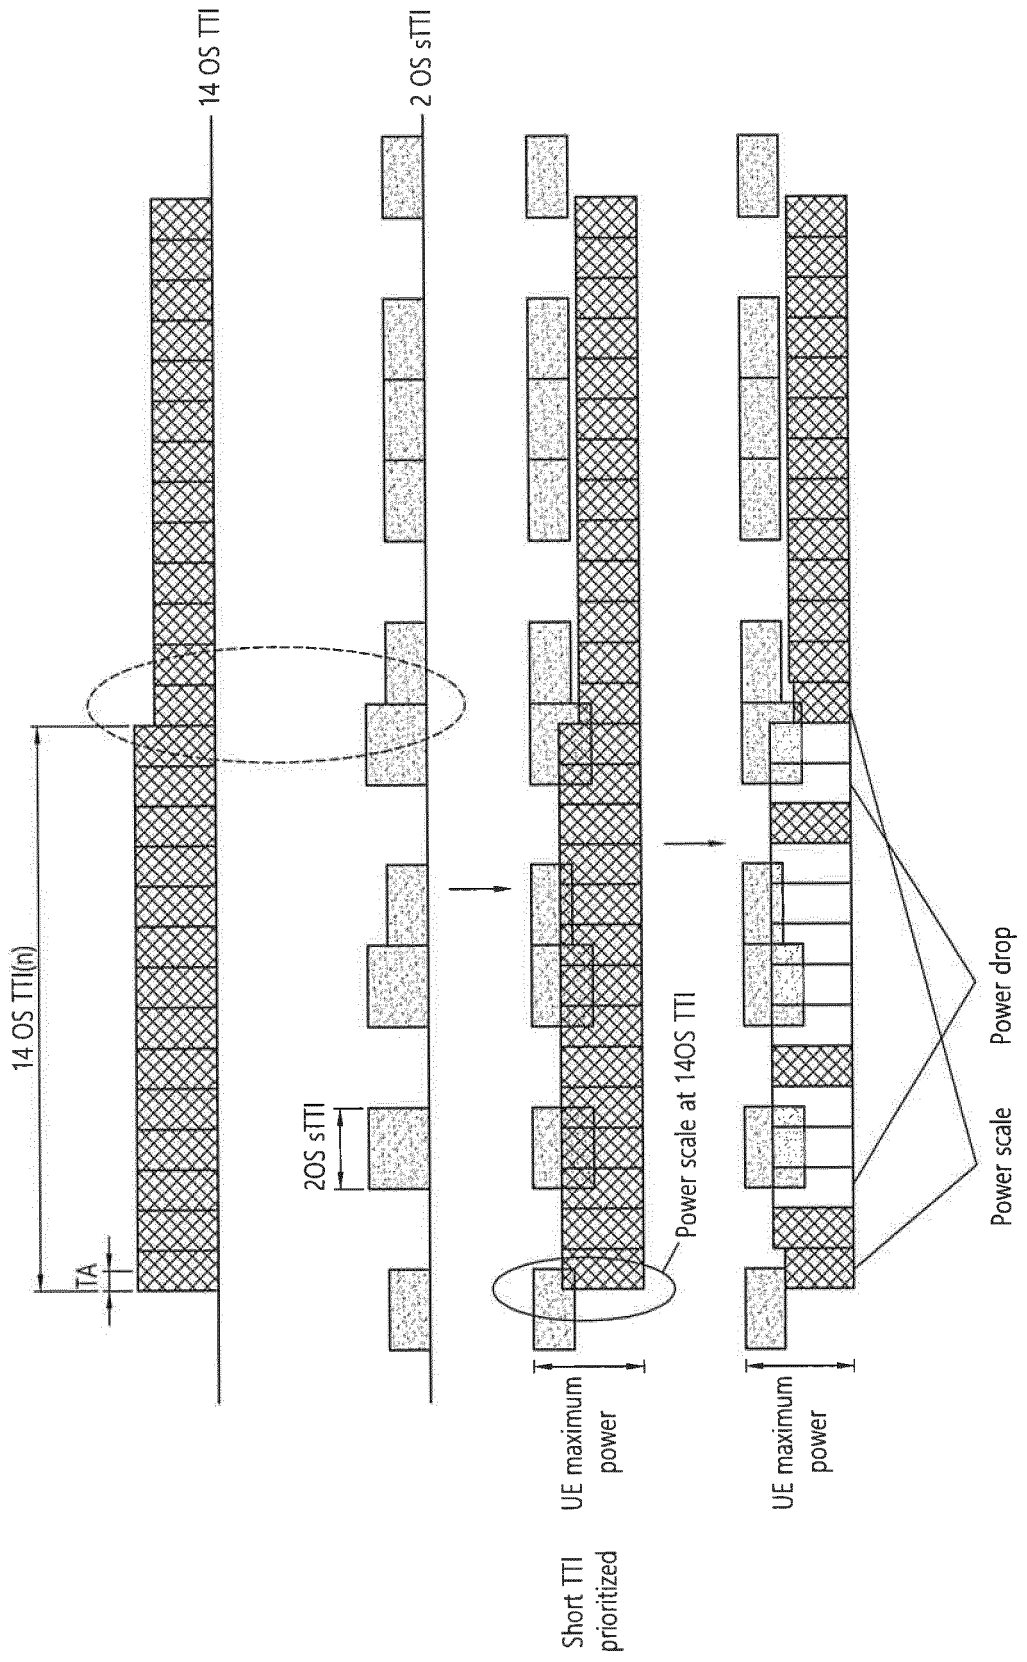 14 OS TTI(n)
TA
14 OS TTI
2OS sTTI
2 OS sTTI
Short TTI
prioritized
UE maximum
power
Power scale at 14OS TTI
UE maximum
power
Power scale
Power drop